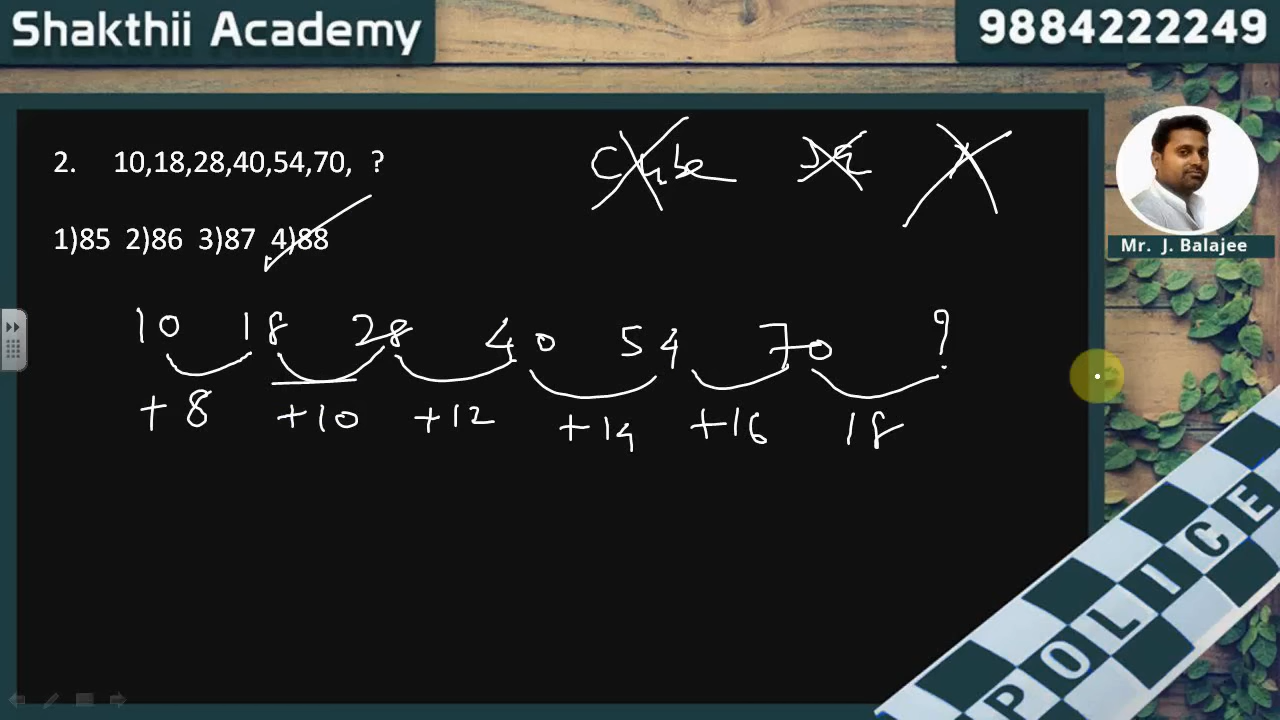 Shakthii Academy
9884222249
2. 10,18,28,40,54,70, ?
1)85 2)86 3)87 4)88
Mr. J. Balajee
10 18 28 40 54 70 ?
+8 +10 +12 +14 +16 18
POLICE